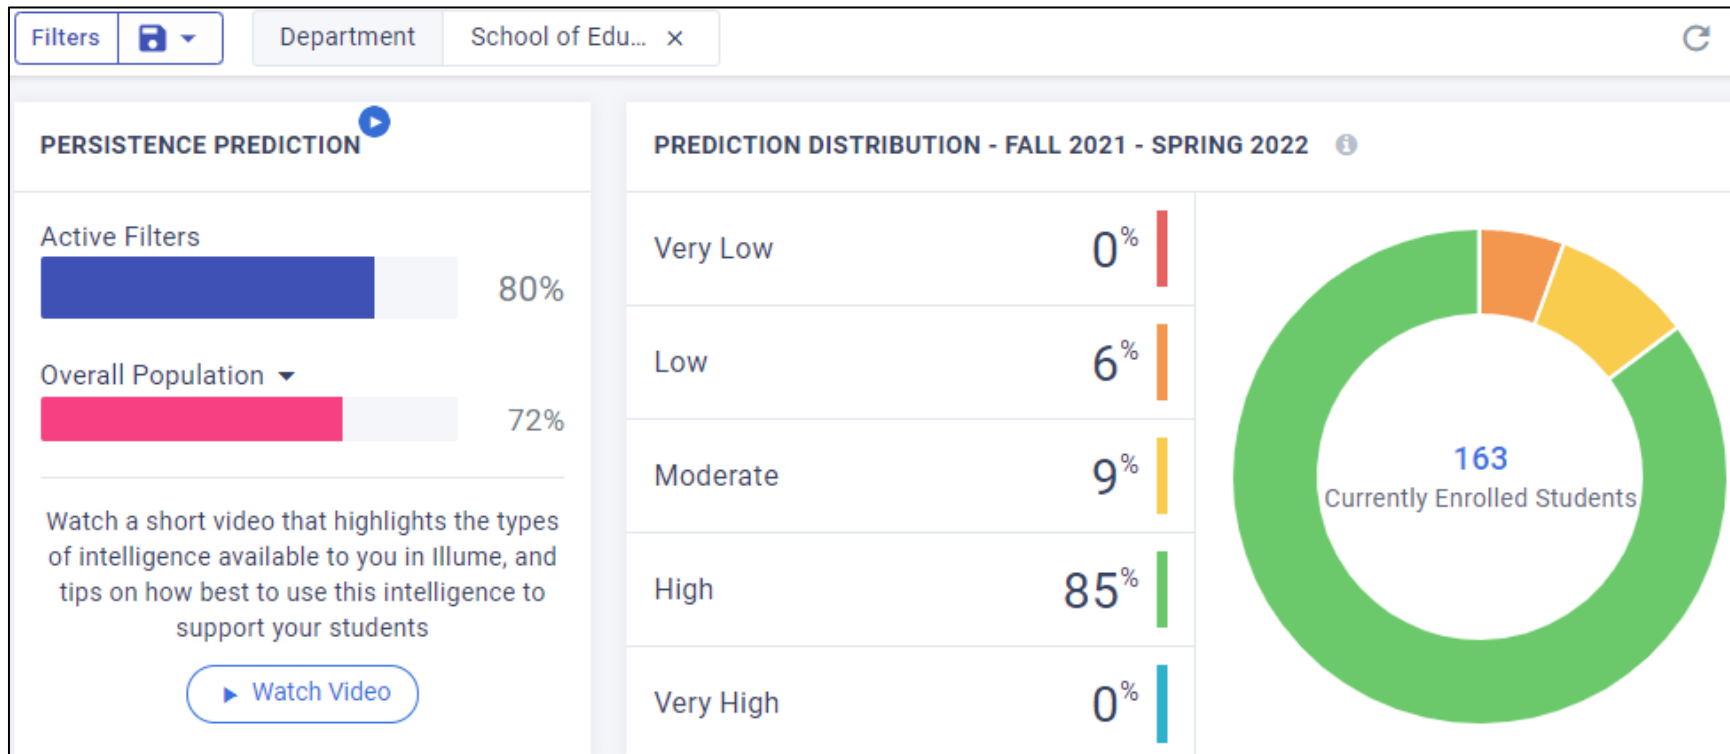 Filters
Department
School of Edu...
PERSISTENCE PREDICTION
Active Filters
80%
Overall Population
72%
Watch a short video that highlights the types
of intelligence available to you in Illume, and
tips on how best to use this intelligence to
support your students
Watch Video
PREDICTION DISTRIBUTION - FALL 2021 - SPRING 2022
Very Low 0%
Low 6%
Moderate 9%
High 85%
Very High 0%
163
Currently Enrolled Students